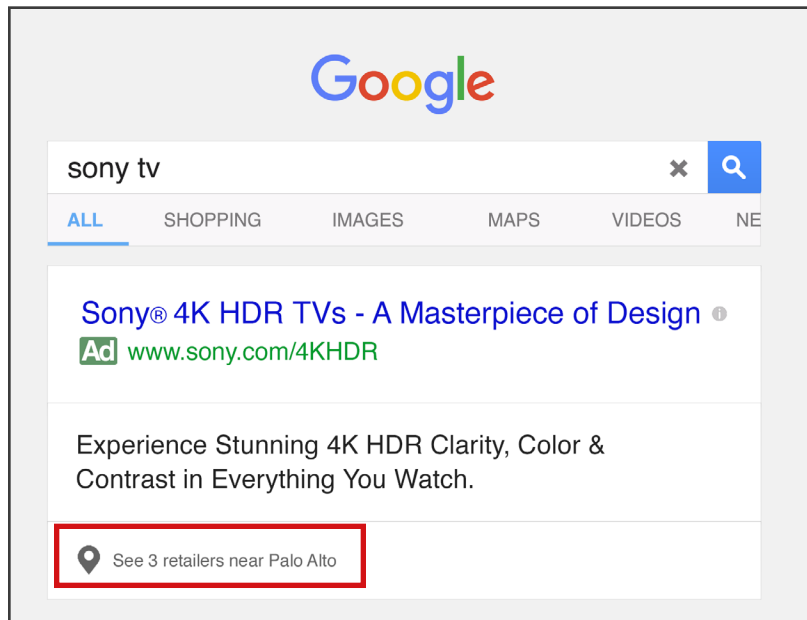 Google
sony tv
ALL SHOPPING IMAGES MAPS VIDEOS NE
Sony® 4K HDR TVs - A Masterpiece of Design
Ad www.sony.com/4KHDR
Experience Stunning 4K HDR Clarity, Color &
Contrast in Everything You Watch.
See 3 retailers near Palo Alto